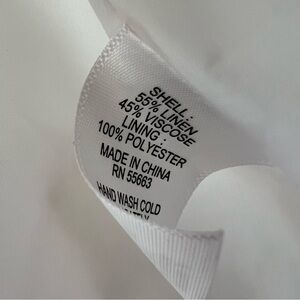 SHELL:
55% LINEN
45% VISCOSE
LINING:
100% POLYESTER
MADE IN CHINA
RN 55663
HAND WASH COLD